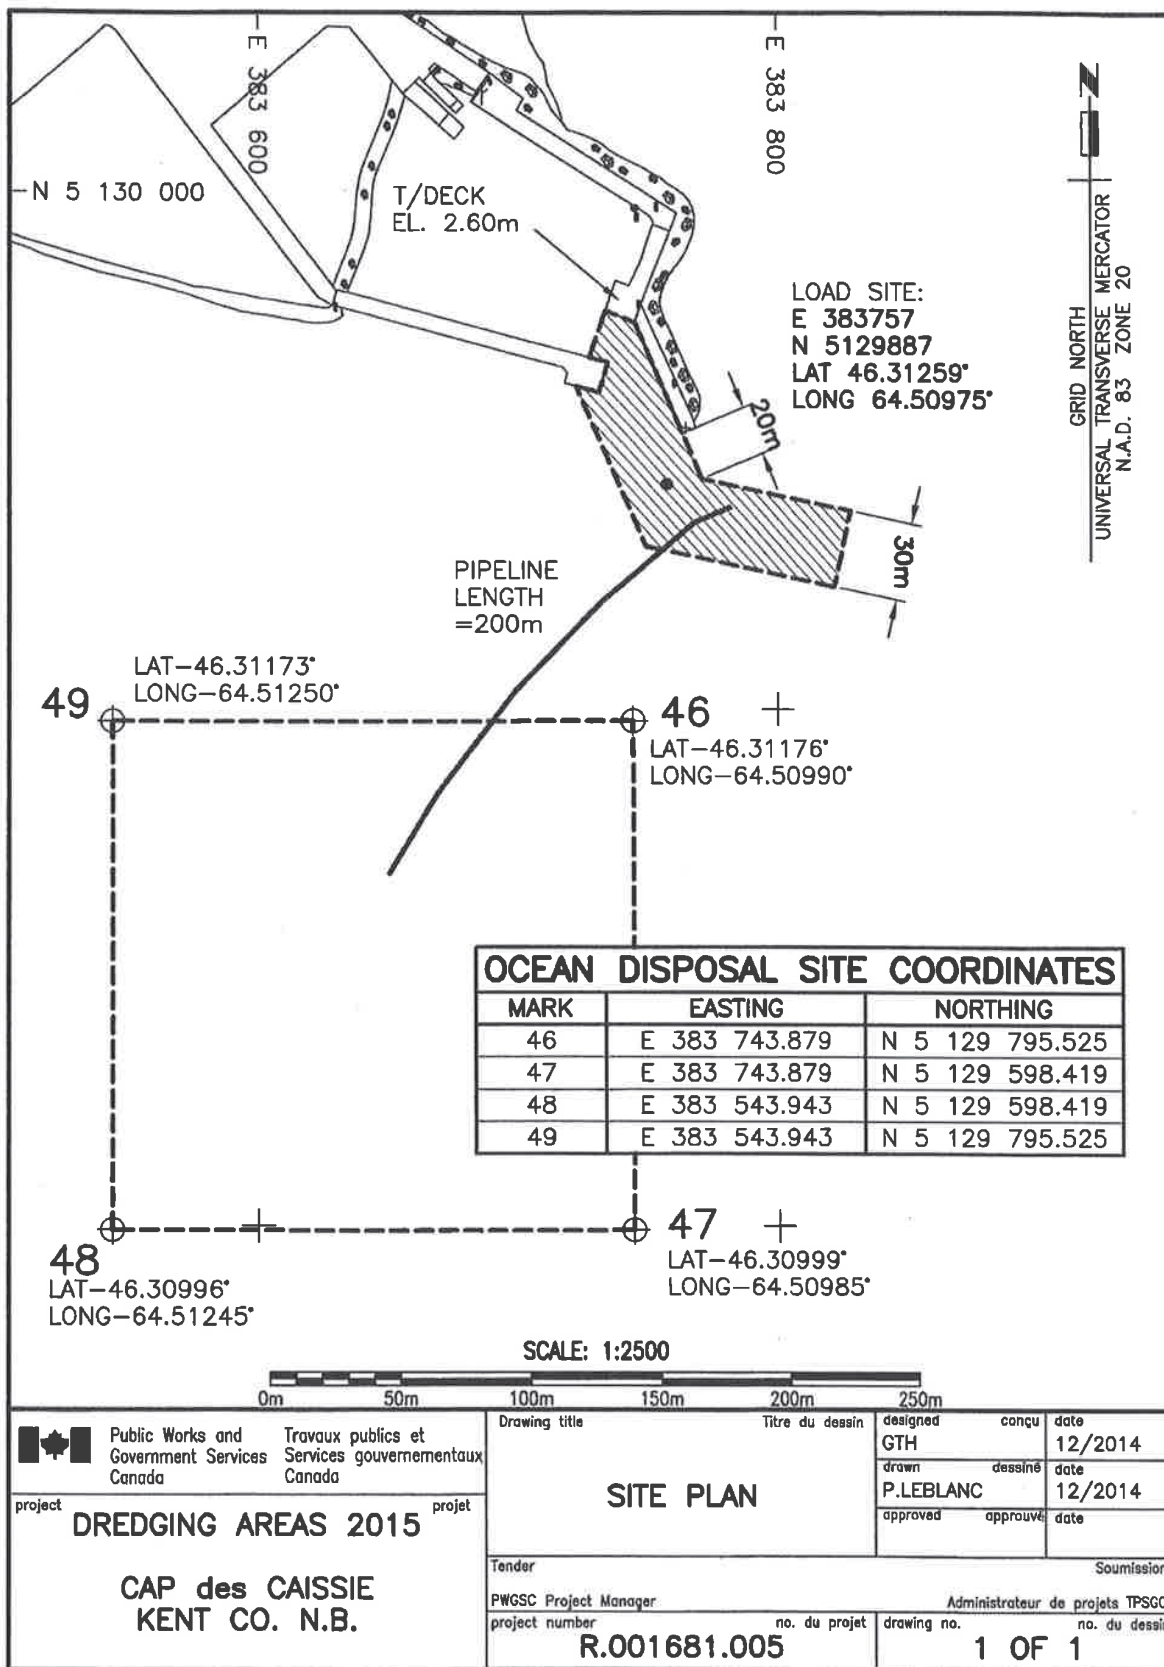 E 383 600
E 383 800
N 5 130 000
T/DECK
EL. 2.60m
N
GRID NORTH
UNIVERSAL TRANSVERSE MERCATOR
N.A.D. 83 ZONE 20
LOAD SITE:
E 383757
N 5129887
LAT 46.31259°
LONG 64.50975°
20m
30m
PIPELINE
LENGTH
=200m
LAT-46.31173°
LONG-64.51250°
49
46
LAT-46.31176°
LONG-64.50990°
OCEAN DISPOSAL SITE COORDINATES
MARK EASTING NORTHING
46 E 383 743.879 N 5 129 795.525
47 E 383 743.879 N 5 129 598.419
48 E 383 543.943 N 5 129 598.419
49 E 383 543.943 N 5 129 795.525
48
LAT-46.30996°
LONG-64.51245°
47
LAT-46.30999°
LONG-64.50985°
SCALE: 1:2500
0m 50m 100m 150m 200m 250m
Public Works and Government Services Canada
Travaux publics et Services gouvernementaux Canada
project projet
DREDGING AREAS 2015
CAP des CAISSIE
KENT CO. N.B.
Drawing title Titre du dessin
SITE PLAN
designed conçu date
GTH 12/2014
drawn dessiné date
P.LEBLANC 12/2014
approved approuvé date
Tender Soumission
PWGSC Project Manager Administrateur de projets TPSGC
project number no. du projet
R.001681.005
drawing no. no. du dessin
1 OF 1